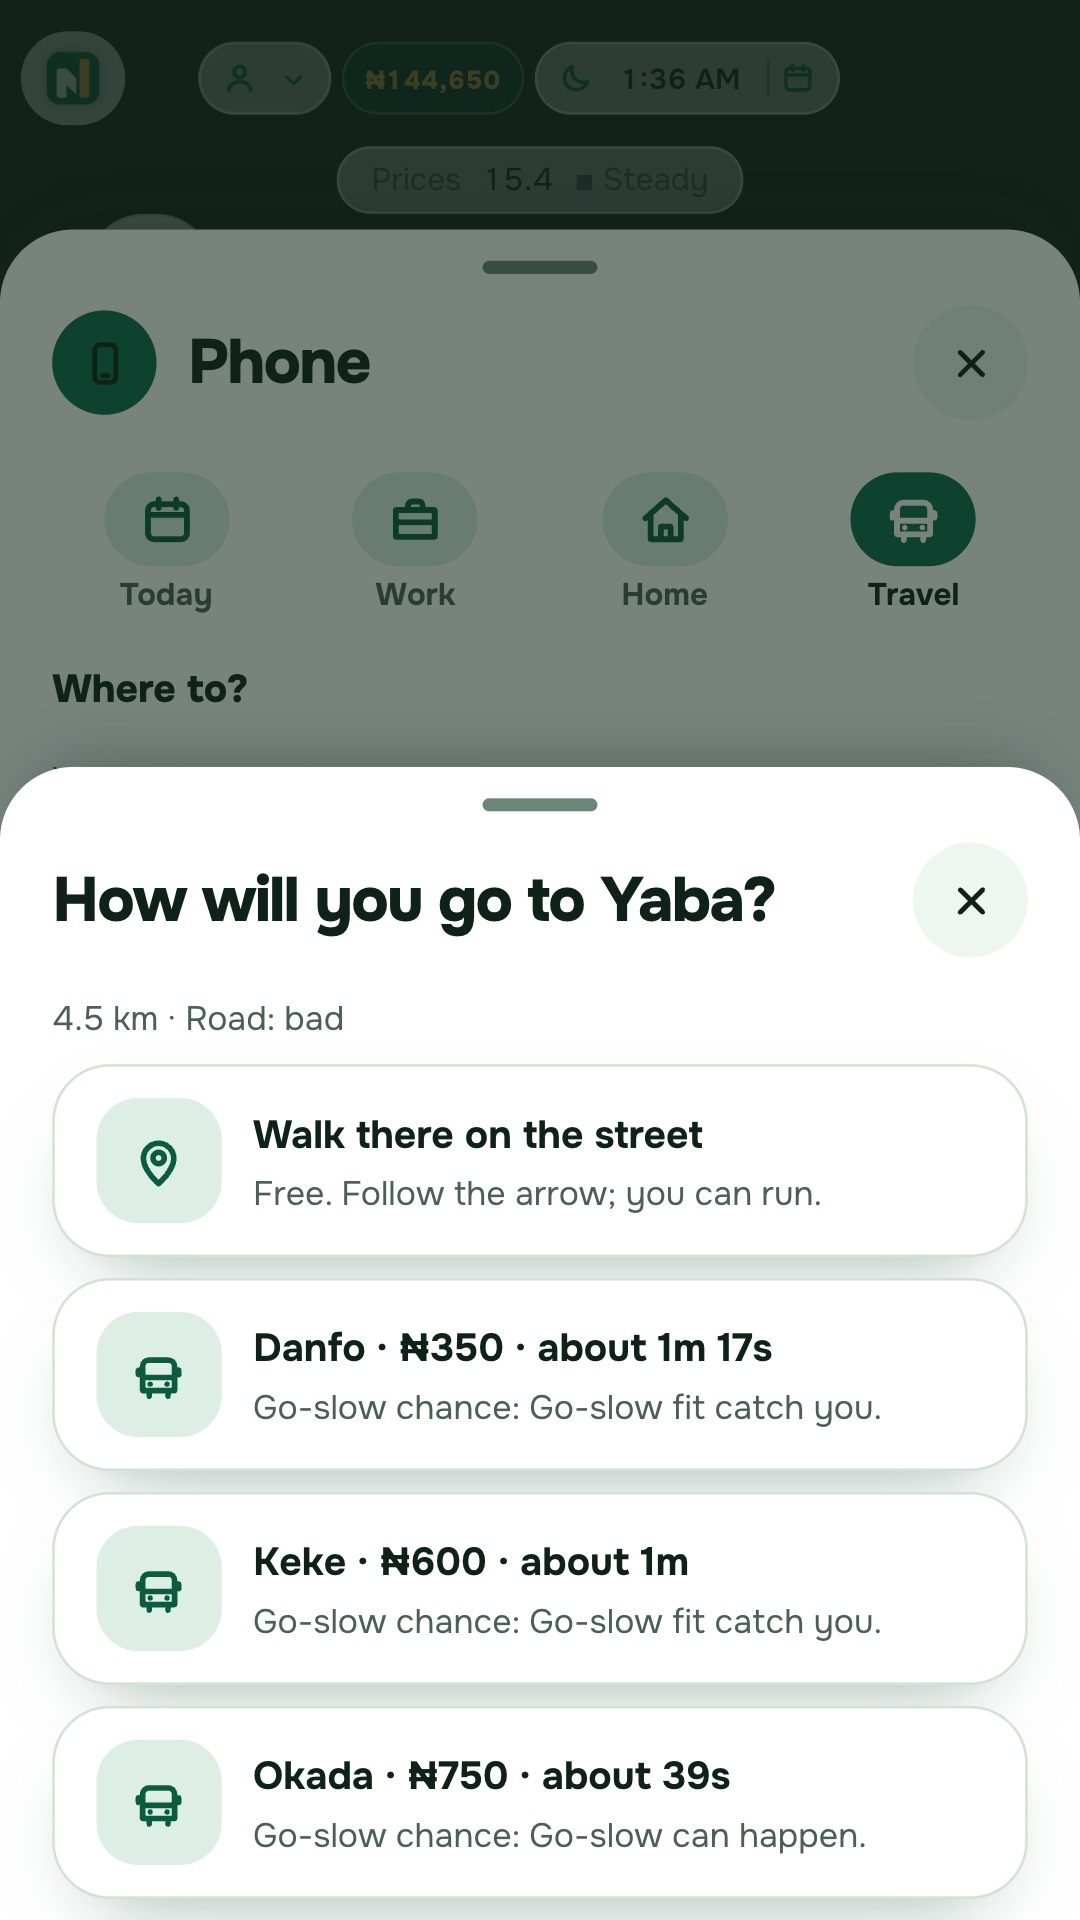 ₦144,650
1:36 AM
Prices 15.4 ■ Steady
Phone
Today
Work
Home
Travel
Where to?
How will you go to Yaba?
4.5 km · Road: bad
Walk there on the street
Free. Follow the arrow; you can run.
Danfo · ₦350 · about 1m 17s
Go-slow chance: Go-slow fit catch you.
Keke · ₦600 · about 1m
Go-slow chance: Go-slow fit catch you.
Okada · ₦750 · about 39s
Go-slow chance: Go-slow can happen.